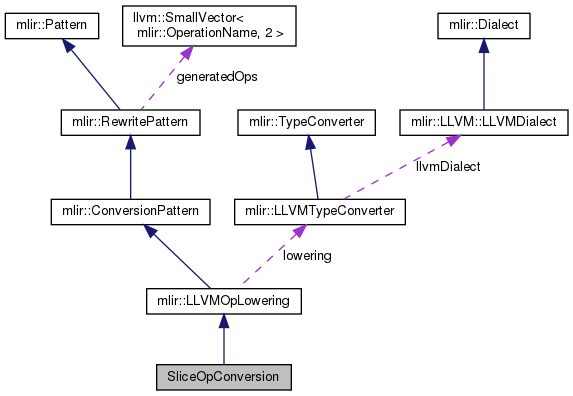 mlir::Pattern
llvm::SmallVector<
mlir::OperationName, 2 >
mlir::Dialect
generatedOps
mlir::RewritePattern
mlir::TypeConverter
mlir::LLVM::LLVMDialect
llvmDialect
mlir::ConversionPattern
mlir::LLVMTypeConverter
lowering
mlir::LLVMOpLowering
SliceOpConversion